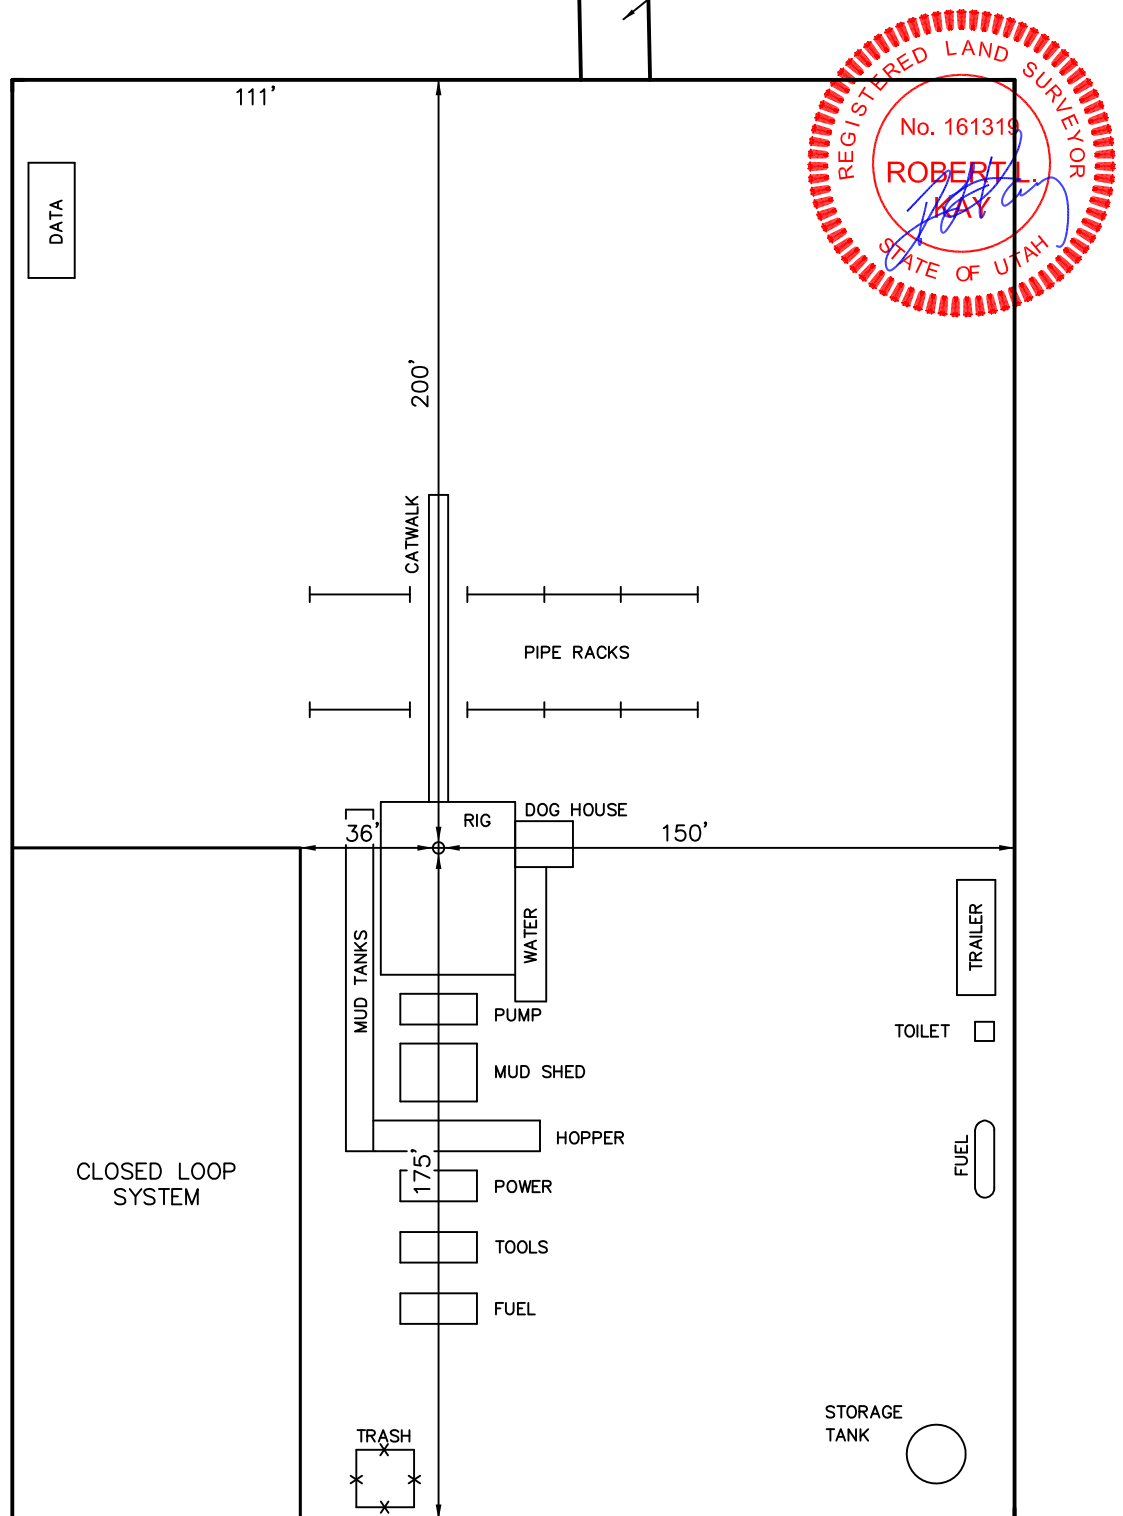 REGISTERED LAND SURVEYOR
No. 161319
ROBERT L.
KAY
STATE OF UTAH
111'
DATA
200'
CATWALK
PIPE RACKS
RIG
DOG HOUSE
36'
150'
MUD TANKS
WATER
TRAILER
PUMP
TOILET
MUD SHED
HOPPER
FUEL
CLOSED LOOP
SYSTEM
175'
POWER
TOOLS
FUEL
STORAGE
TANK
TRASH